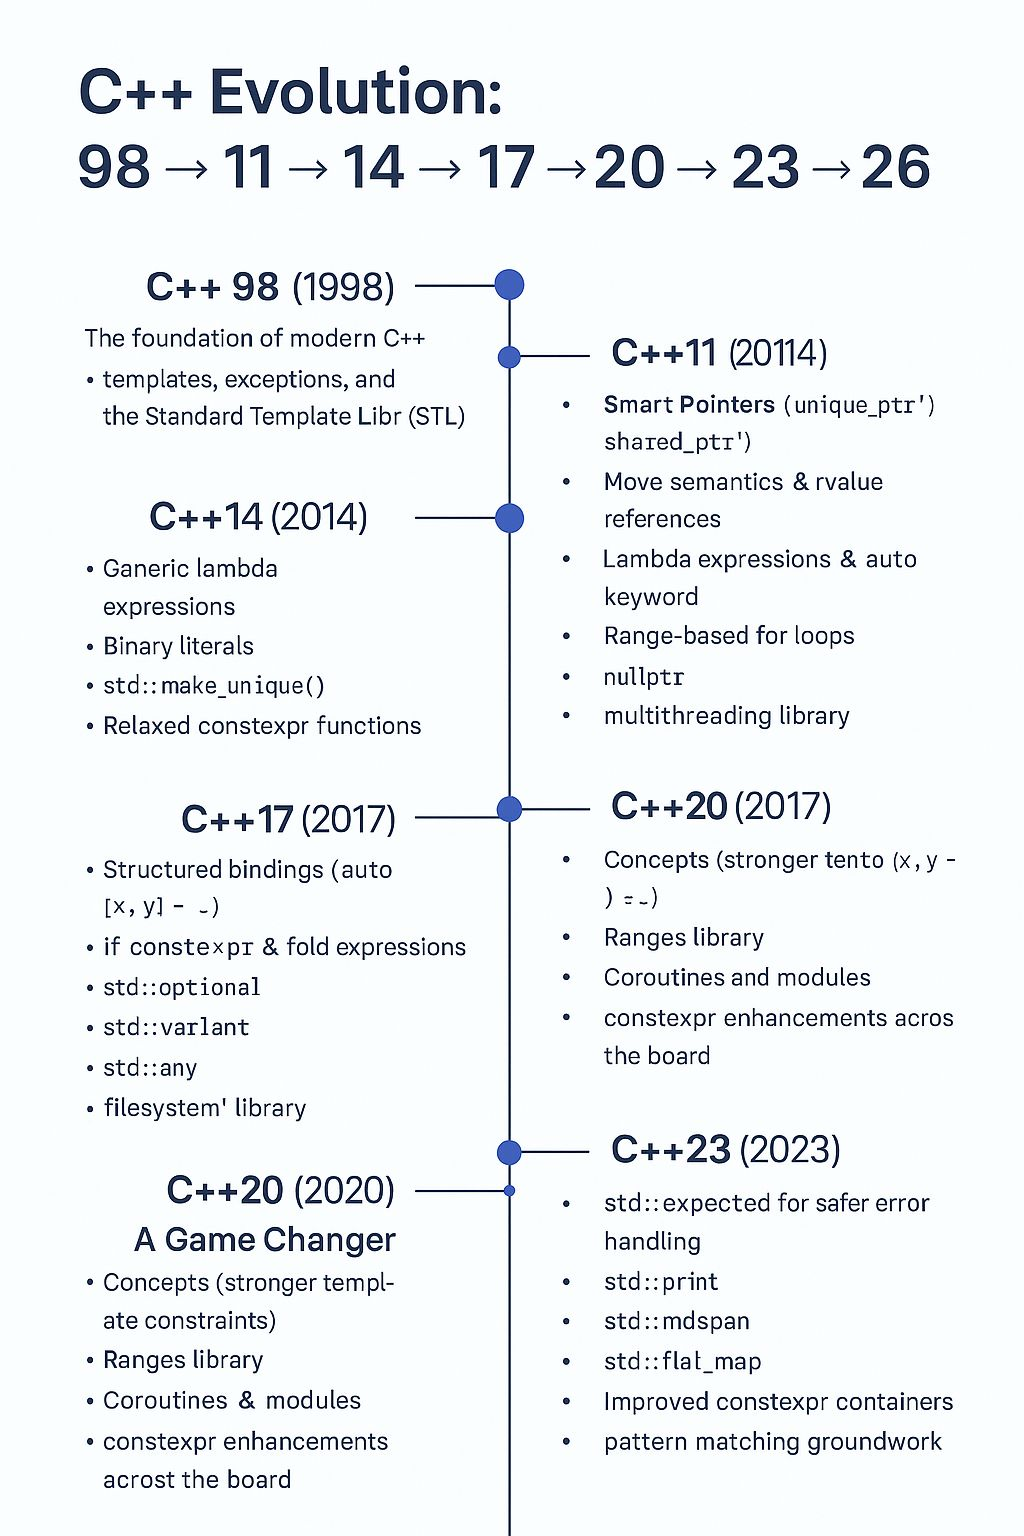 C++ Evolution:
98 → 11 → 14 → 17 → 20 → 23 → 26
C++ 98 (1998)
The foundation of modern C++
• templates, exceptions, and
the Standard Template Libr (STL)
C++11 (20114)
• Smart Pointers (unique_ptr')
shared_ptr')
• Move semantics & rvalue
references
• Lambda expressions & auto
keyword
• Range-based for loops
• nullptr
• multithreading library
C++14 (2014)
• Ganeric lambda
expressions
• Binary literals
• std::make_unique()
• Relaxed constexpr functions
C++17 (2017)
• Structured bindings (auto
[x, y] - )
• if constexpr & fold expressions
• std::optional
• std::varlant
• std::any
• filesystem' library
C++20 (2017)
• Concepts (stronger tento (x, y -
) = )
• Ranges library
• Coroutines and modules
• constexpr enhancements acros
the board
C++20 (2020)
A Game Changer
• Concepts (stronger templ-
ate constraints)
• Ranges library
• Coroutines & modules
• constexpr enhancements
acrost the board
C++23 (2023)
• std::expected for safer error
handling
• std::print
• std::mdspan
• std::flat_map
• Improved constexpr containers
• pattern matching groundwork